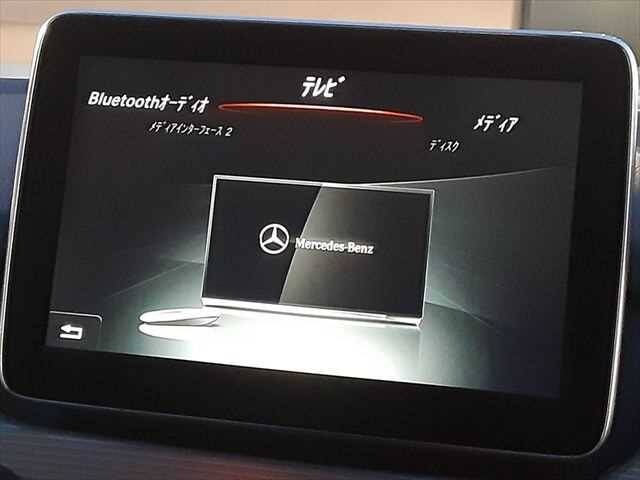 テレビ
Bluetoothオーディオ
メディア
メディアインターフェース 2
ディスク
Mercedes-Benz